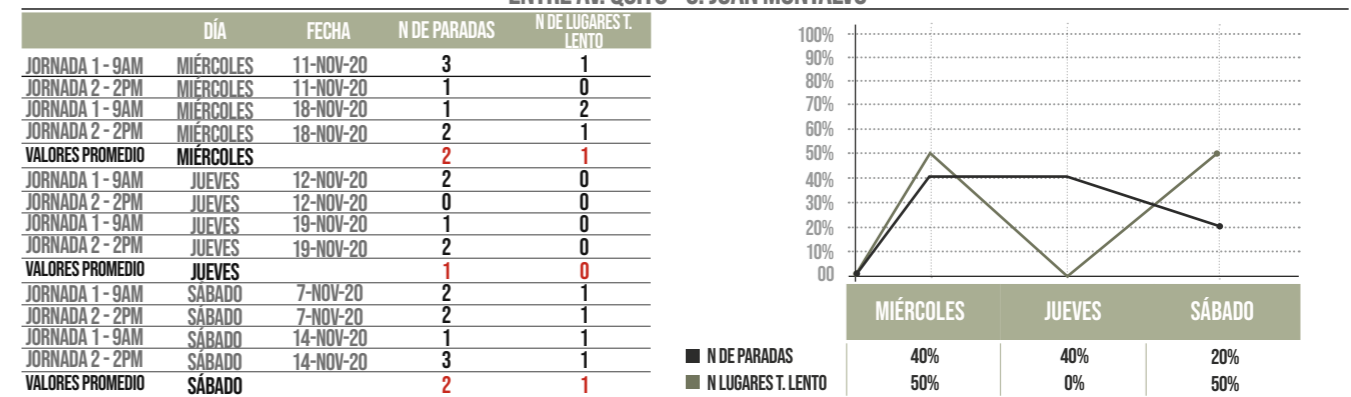 ENTRE AV. QUITO - C. JUAN MONTALVO
DÍA FECHA N DE PARADAS N DE LUGARES T. LENTO
JORNADA 1 - 9AM MIÉRCOLES 11-NOV-20 3 1
JORNADA 2 - 2PM MIÉRCOLES 11-NOV-20 1 0
JORNADA 1 - 9AM MIÉRCOLES 18-NOV-20 1 2
JORNADA 2 - 2PM MIÉRCOLES 18-NOV-20 2 1
VALORES PROMEDIO MIÉRCOLES 2 1
JORNADA 1 - 9AM JUEVES 12-NOV-20 2 0
JORNADA 2 - 2PM JUEVES 12-NOV-20 0 0
JORNADA 1 - 9AM JUEVES 19-NOV-20 1 0
JORNADA 2 - 2PM JUEVES 19-NOV-20 2 0
VALORES PROMEDIO JUEVES 1 0
JORNADA 1 - 9AM SÁBADO 7-NOV-20 2 1
JORNADA 2 - 2PM SÁBADO 7-NOV-20 2 1
JORNADA 1 - 9AM SÁBADO 14-NOV-20 1 1
JORNADA 2 - 2PM SÁBADO 14-NOV-20 3 1
VALORES PROMEDIO SÁBADO 2 1
100%
90%
80%
70%
60%
50%
40%
30%
20%
10%
00
MIÉRCOLES JUEVES SÁBADO
N DE PARADAS 40% 40% 20%
N LUGARES T. LENTO 50% 0% 50%